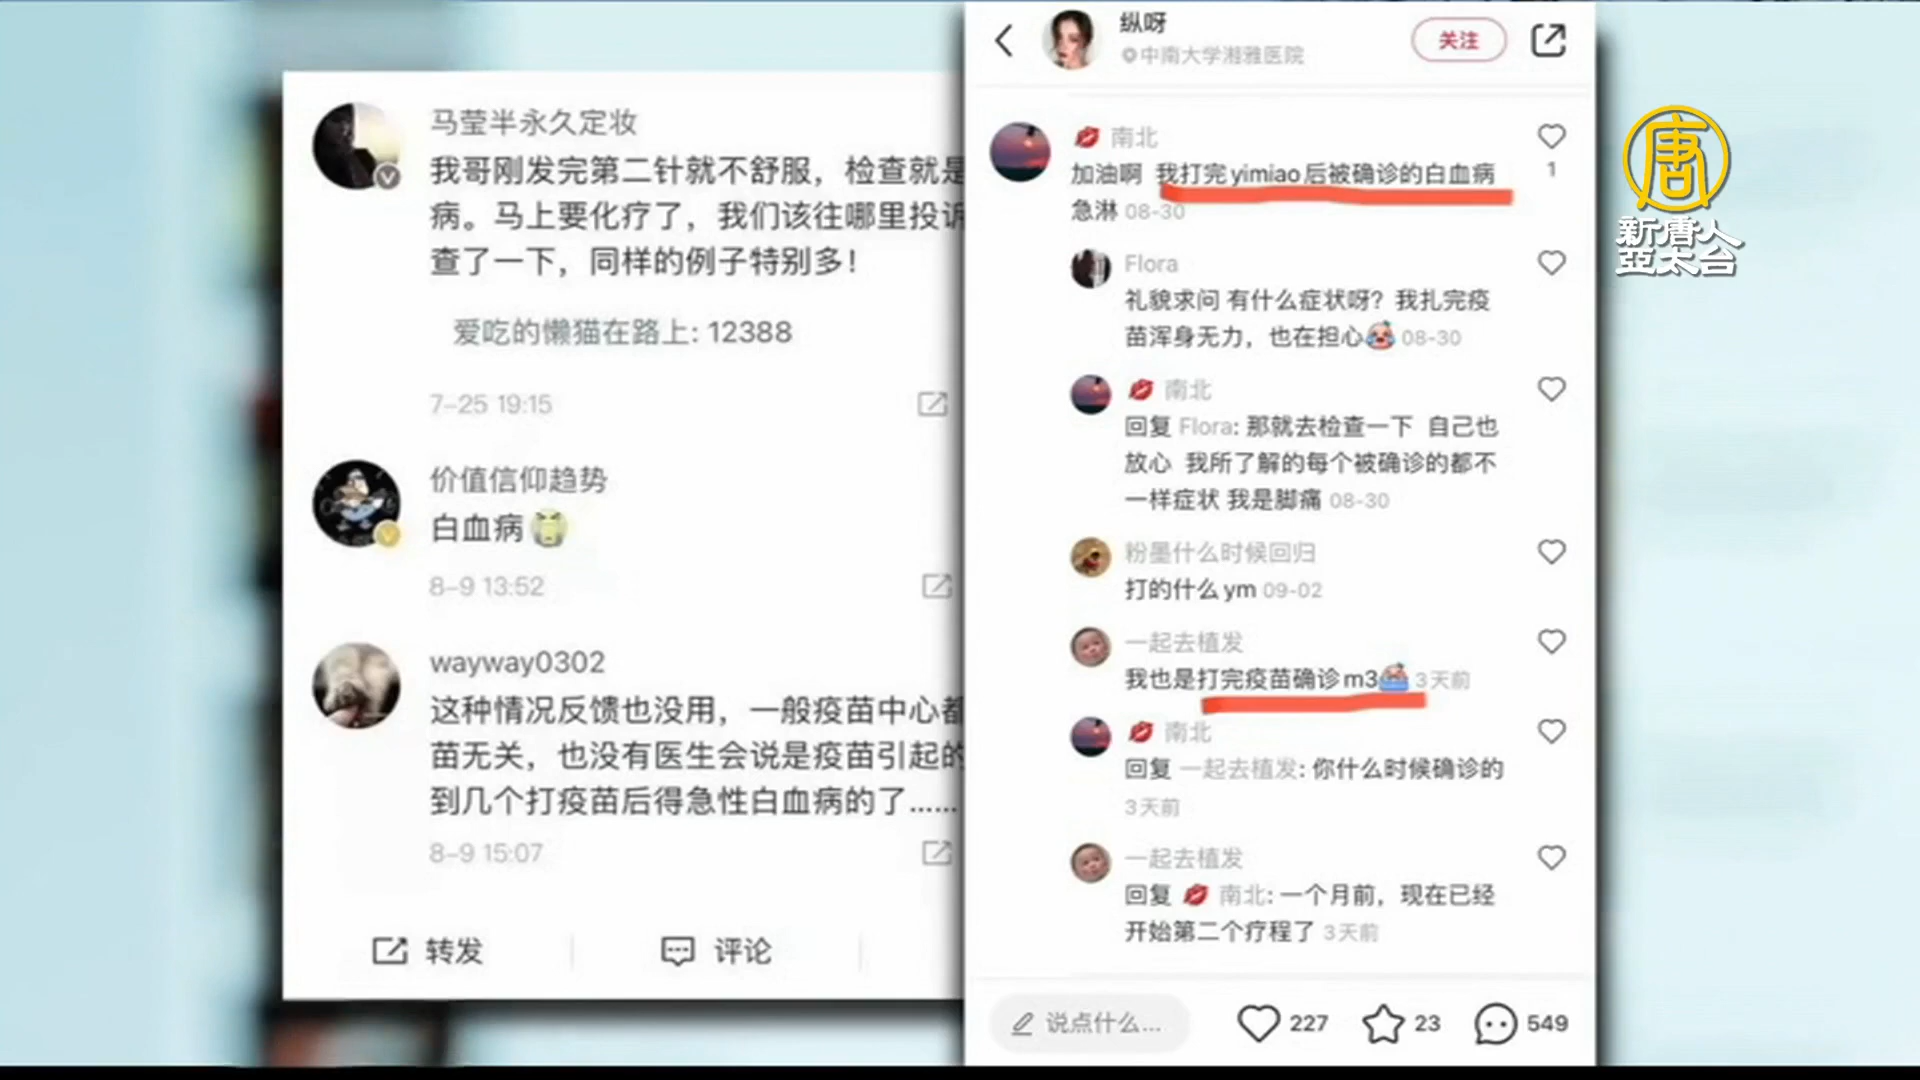 马莹半永久定妆
我哥刚发完第二针就不舒服，检查就是
病。马上要化疗了，我们该往哪里投诉
查了一下，同样的例子特别多！
爱吃的懒猫在路上: 12388
7-25 19:15
价值信仰趋势
白血病
8-9 13:52
wayway0302
这种情况反馈也没用，一般疫苗中心都
苗无关，也没有医生会说是疫苗引起的
到几个打疫苗后得急性白血病的了......
8-9 15:07
转发
评论
纵呀
中南大学湘雅医院
关注
南北
加油啊 我打完yimiao后被确诊的白血病
急淋 08-30
1
Flora
礼貌求问 有什么症状呀？我扎完疫
苗浑身无力，也在担心 08-30
南北
回复 Flora: 那就去检查一下 自己也
放心 我所了解的每个被确诊的都不
一样症状 我是脚痛 08-30
粉墨什么时候回归
打的什么ym 09-02
一起去植发
我也是打完疫苗确诊m3 3天前
南北
回复 一起去植发: 你什么时候确诊的
3天前
一起去植发
回复 南北: 一个月前，现在已经
开始第二个疗程了 3天前
说点什么...
227
23
549
唐
新唐人
亞太台